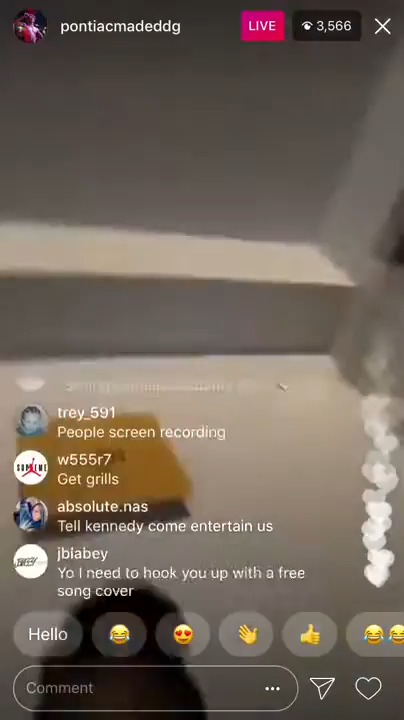 pontiacmadeddg
LIVE
3,566
trey_591
People screen recording
w555r7
Get grills
absolute.nas
Tell kennedy come entertain us
jblabey
Yo I need to hook you up with a free
song cover
Hello
Comment